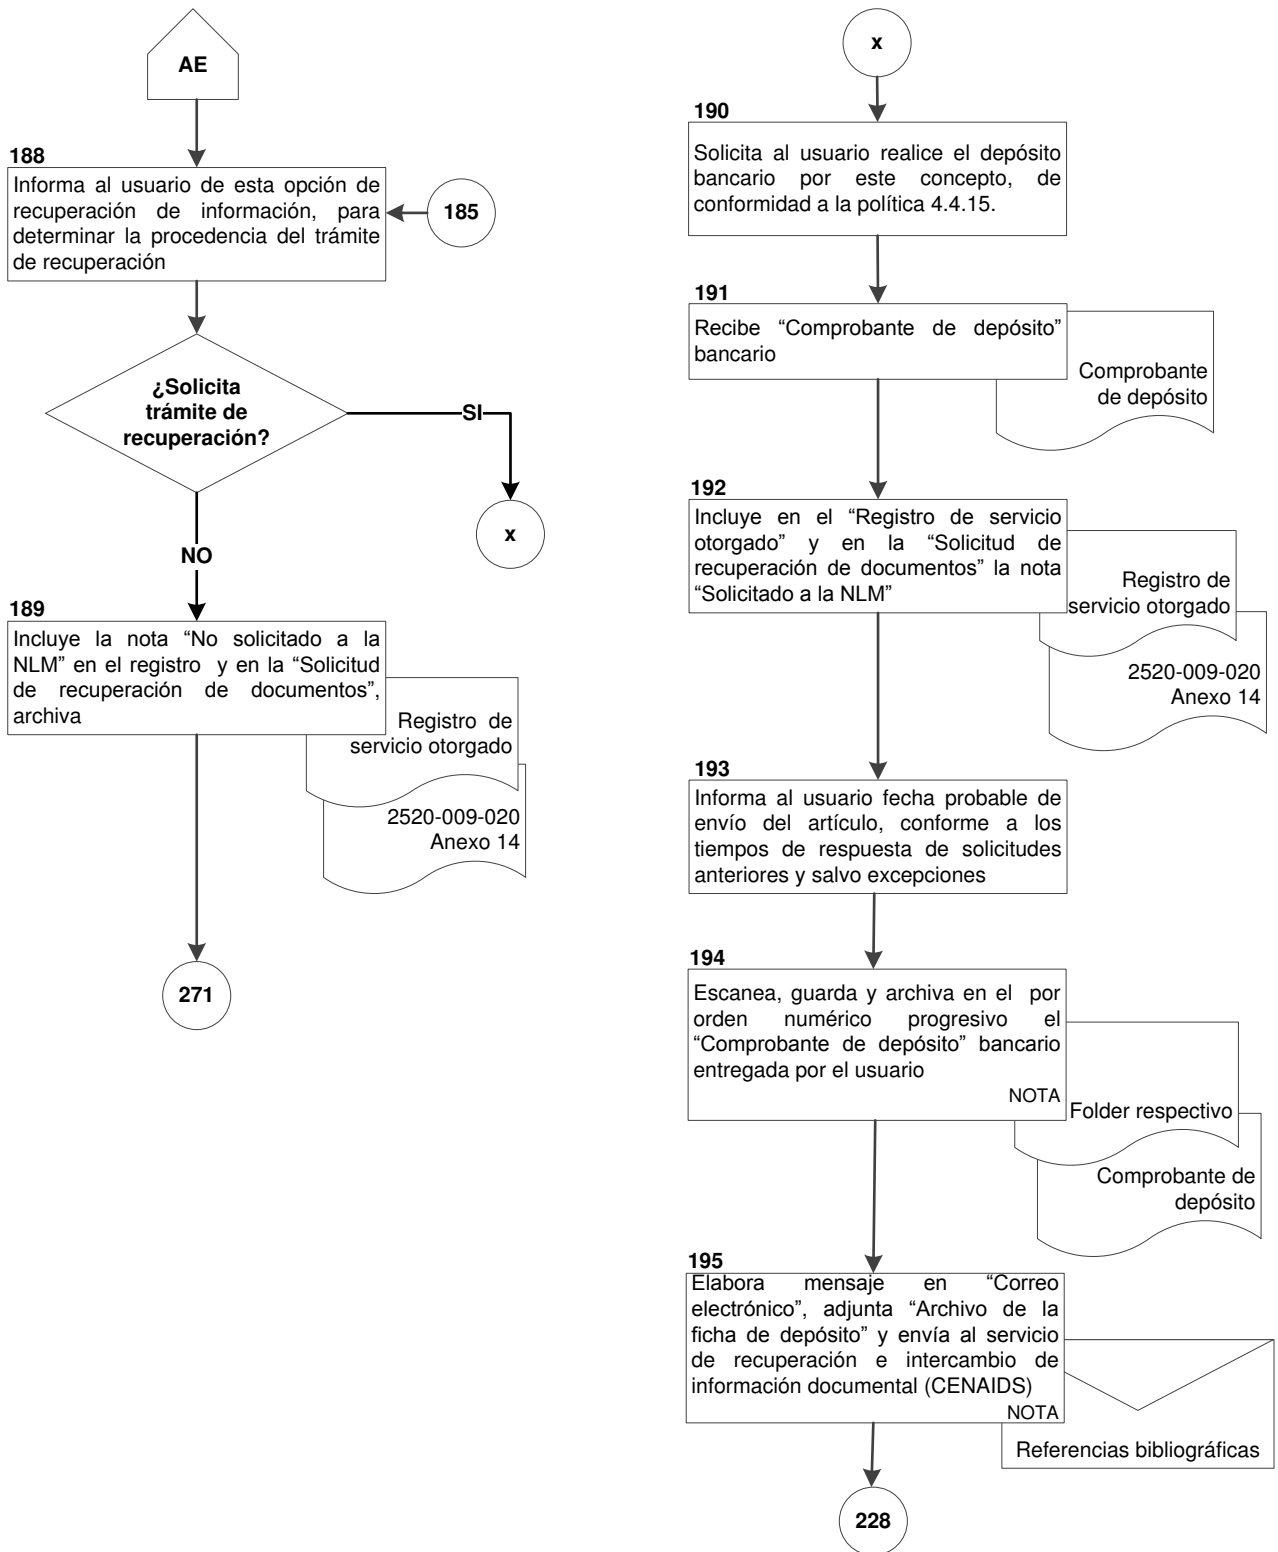 AE
188
Informa al usuario de esta opción de
recuperación de información, para
determinar la procedencia del trámite
de recuperación
185
¿Solicita
trámite de
recuperación?
SI
x
NO
189
Incluye la nota “No solicitado a la
NLM” en el registro y en la “Solicitud
de recuperación de documentos”,
archiva
Registro de
servicio otorgado
2520-009-020
Anexo 14
271
x
190
Solicita al usuario realice el depósito
bancario por este concepto, de
conformidad a la política 4.4.15.
191
Recibe “Comprobante de depósito”
bancario
Comprobante
de depósito
192
Incluye en el “Registro de servicio
otorgado” y en la “Solicitud de
recuperación de documentos” la nota
“Solicitado a la NLM”
Registro de
servicio otorgado
2520-009-020
Anexo 14
193
Informa al usuario fecha probable de
envío del artículo, conforme a los
tiempos de respuesta de solicitudes
anteriores y salvo excepciones
194
Escanea, guarda y archiva en el por
orden numérico progresivo el
“Comprobante de depósito” bancario
entregada por el usuario
NOTA
Folder respectivo
Comprobante de
depósito
195
Elabora mensaje en “Correo
electrónico”, adjunta “Archivo de la
ficha de depósito” y envía al servicio
de recuperación e intercambio de
información documental (CENAIDS)
NOTA
Referencias bibliográficas
228